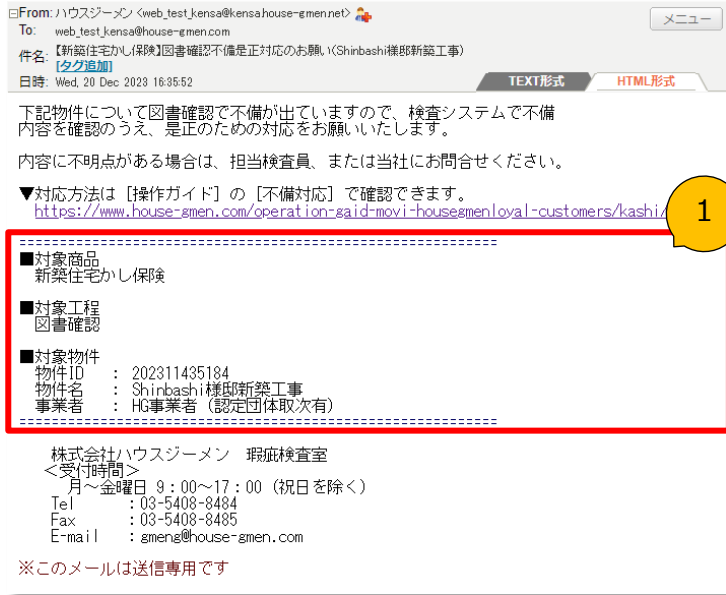 From: ハウスジーメン <web_test_kensa@kensa.house-gmen.net>
メニュー
To: web_test_kensa@house-gmen.com
件名: 【新築住宅かし保険】図書確認不備是正対応のお願い(Shinbashi様邸新築工事)
[タグ追加]
日時: Wed, 20 Dec 2023 16:35:52
TEXT形式 HTML形式
下記物件について図書確認で不備が出ていますので、検査システムで不備
内容を確認のうえ、是正のための対応をお願いいたします。
内容に不明点がある場合は、担当検査員、または当社にお問合せください。
▼対応方法は［操作ガイド］の［不備対応］で確認できます。
https://www.house-gmen.com/operation-gaid-movi-housegmenloyal-customers/kashi/
1
============================================================
■対象商品
新築住宅かし保険
■対象工程
図書確認
■対象物件
物件ID : 202311435184
物件名 : Shinbashi様邸新築工事
事業者 : HG事業者（認定団体取次有）
============================================================
株式会社ハウスジーメン 瑕疵検査室
＜受付時間＞
月～金曜日 9：00～17：00（祝日を除く）
Tel : 03-5408-8484
Fax : 03-5408-8485
E-mail : gmeng@house-gmen.com
※このメールは送信専用です